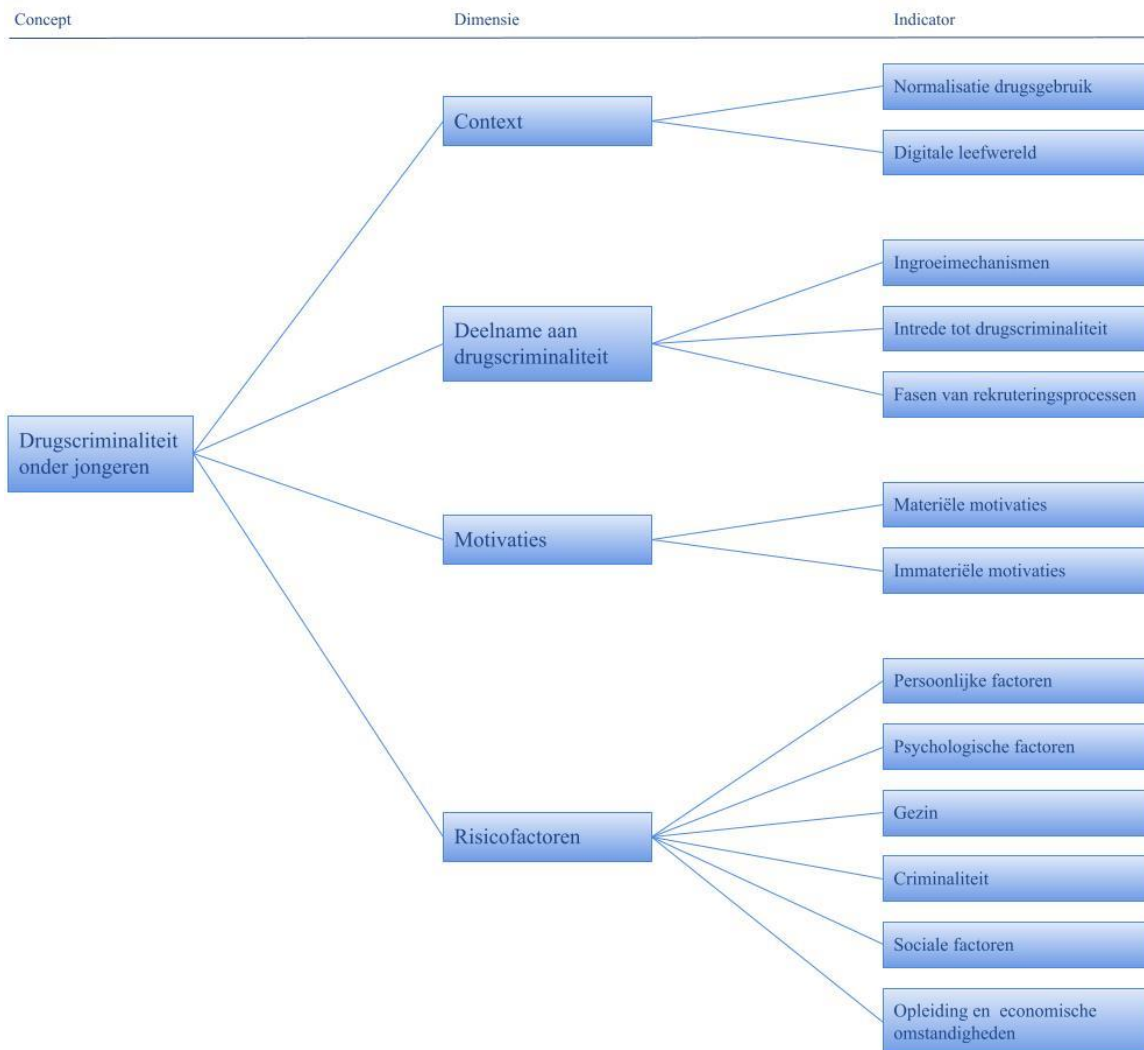 Concept Dimensie Indicator
Normalisatie drugsgebruik
Context
Digitale leefwereld
Ingroeimechanismen
Deelname aan
drugscriminaliteit
Intrede tot drugscriminaliteit
Fasen van rekruteringsprocessen
Drugscriminaliteit
onder jongeren
Materiële motivaties
Motivaties
Immateriële motivaties
Persoonlijke factoren
Psychologische factoren
Gezin
Risicofactoren
Criminaliteit
Sociale factoren
Opleiding en economische
omstandigheden